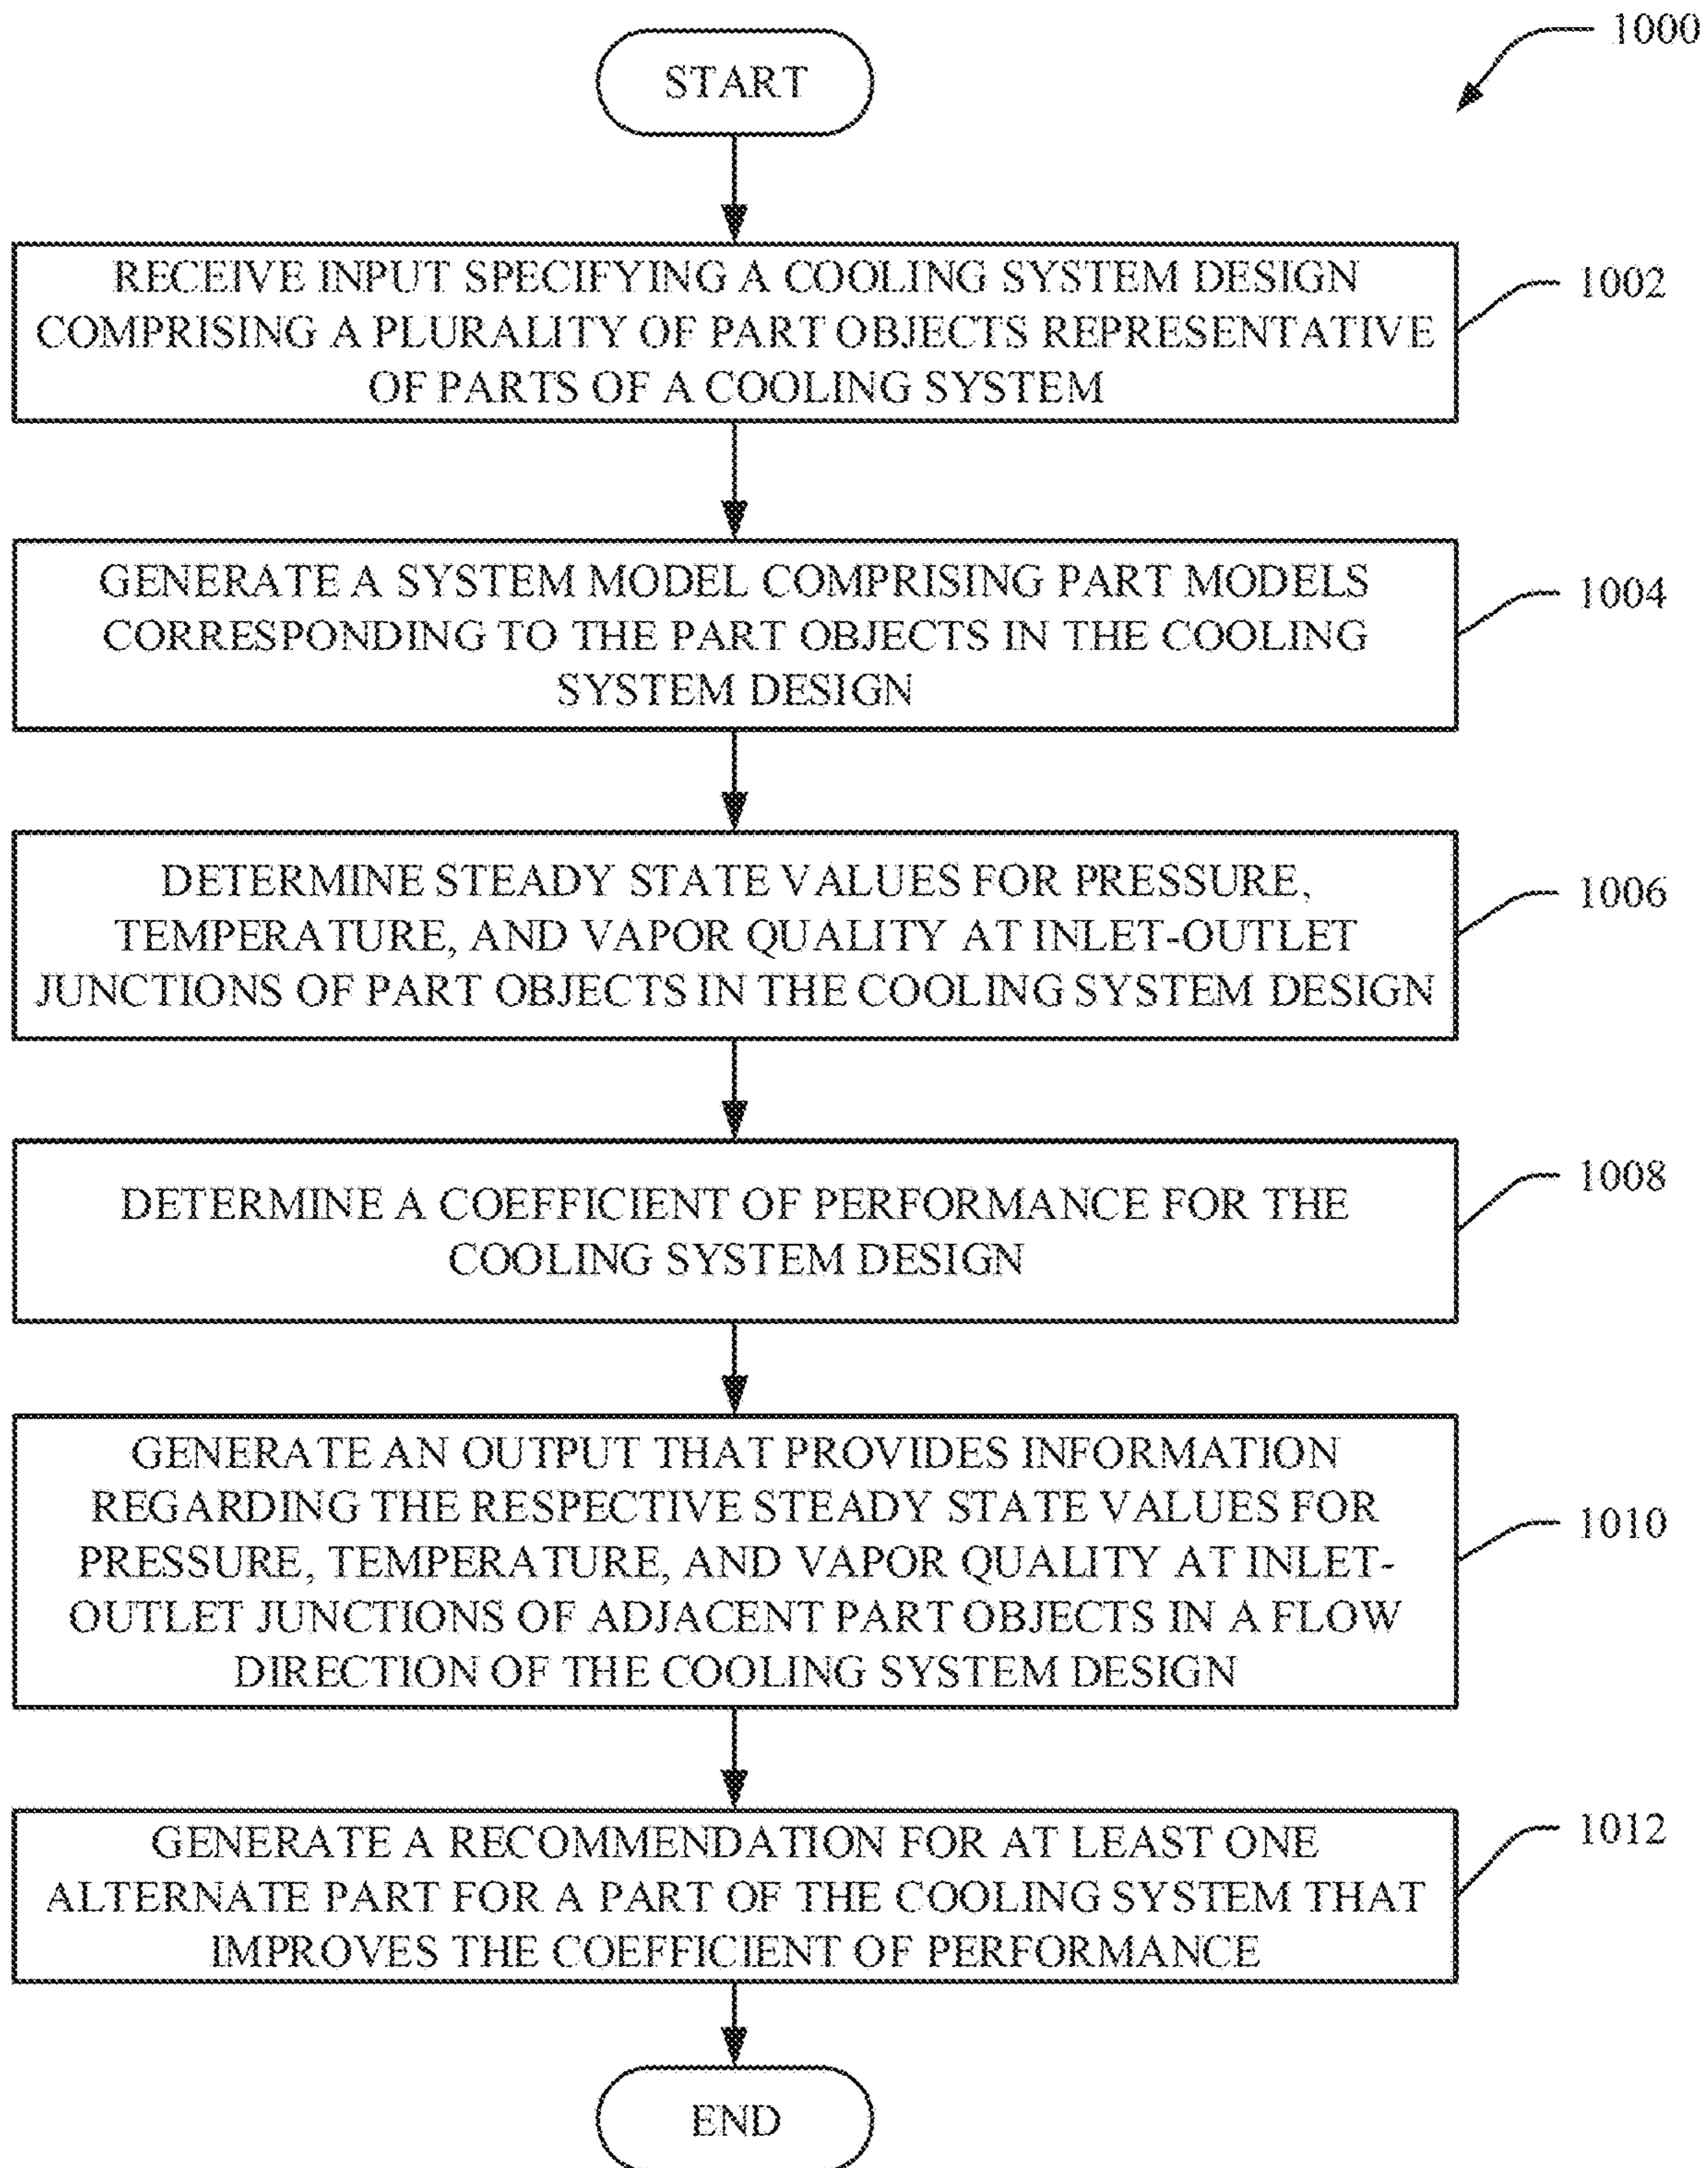 1000
START
RECEIVE INPUT SPECIFYING A COOLING SYSTEM DESIGN
COMPRISING A PLURALITY OF PART OBJECTS REPRESENTATIVE
OF PARTS OF A COOLING SYSTEM
1002
GENERATE A SYSTEM MODEL COMPRISING PART MODELS
CORRESPONDING TO THE PART OBJECTS IN THE COOLING
SYSTEM DESIGN
1004
DETERMINE STEADY STATE VALUES FOR PRESSURE,
TEMPERATURE, AND VAPOR QUALITY AT INLET-OUTLET
JUNCTIONS OF PART OBJECTS IN THE COOLING SYSTEM DESIGN
1006
DETERMINE A COEFFICIENT OF PERFORMANCE FOR THE
COOLING SYSTEM DESIGN
1008
GENERATE AN OUTPUT THAT PROVIDES INFORMATION
REGARDING THE RESPECTIVE STEADY STATE VALUES FOR
PRESSURE, TEMPERATURE, AND VAPOR QUALITY AT INLET-
OUTLET JUNCTIONS OF ADJACENT PART OBJECTS IN A FLOW
DIRECTION OF THE COOLING SYSTEM DESIGN
1010
GENERATE A RECOMMENDATION FOR AT LEAST ONE
ALTERNATE PART FOR A PART OF THE COOLING SYSTEM THAT
IMPROVES THE COEFFICIENT OF PERFORMANCE
1012
END